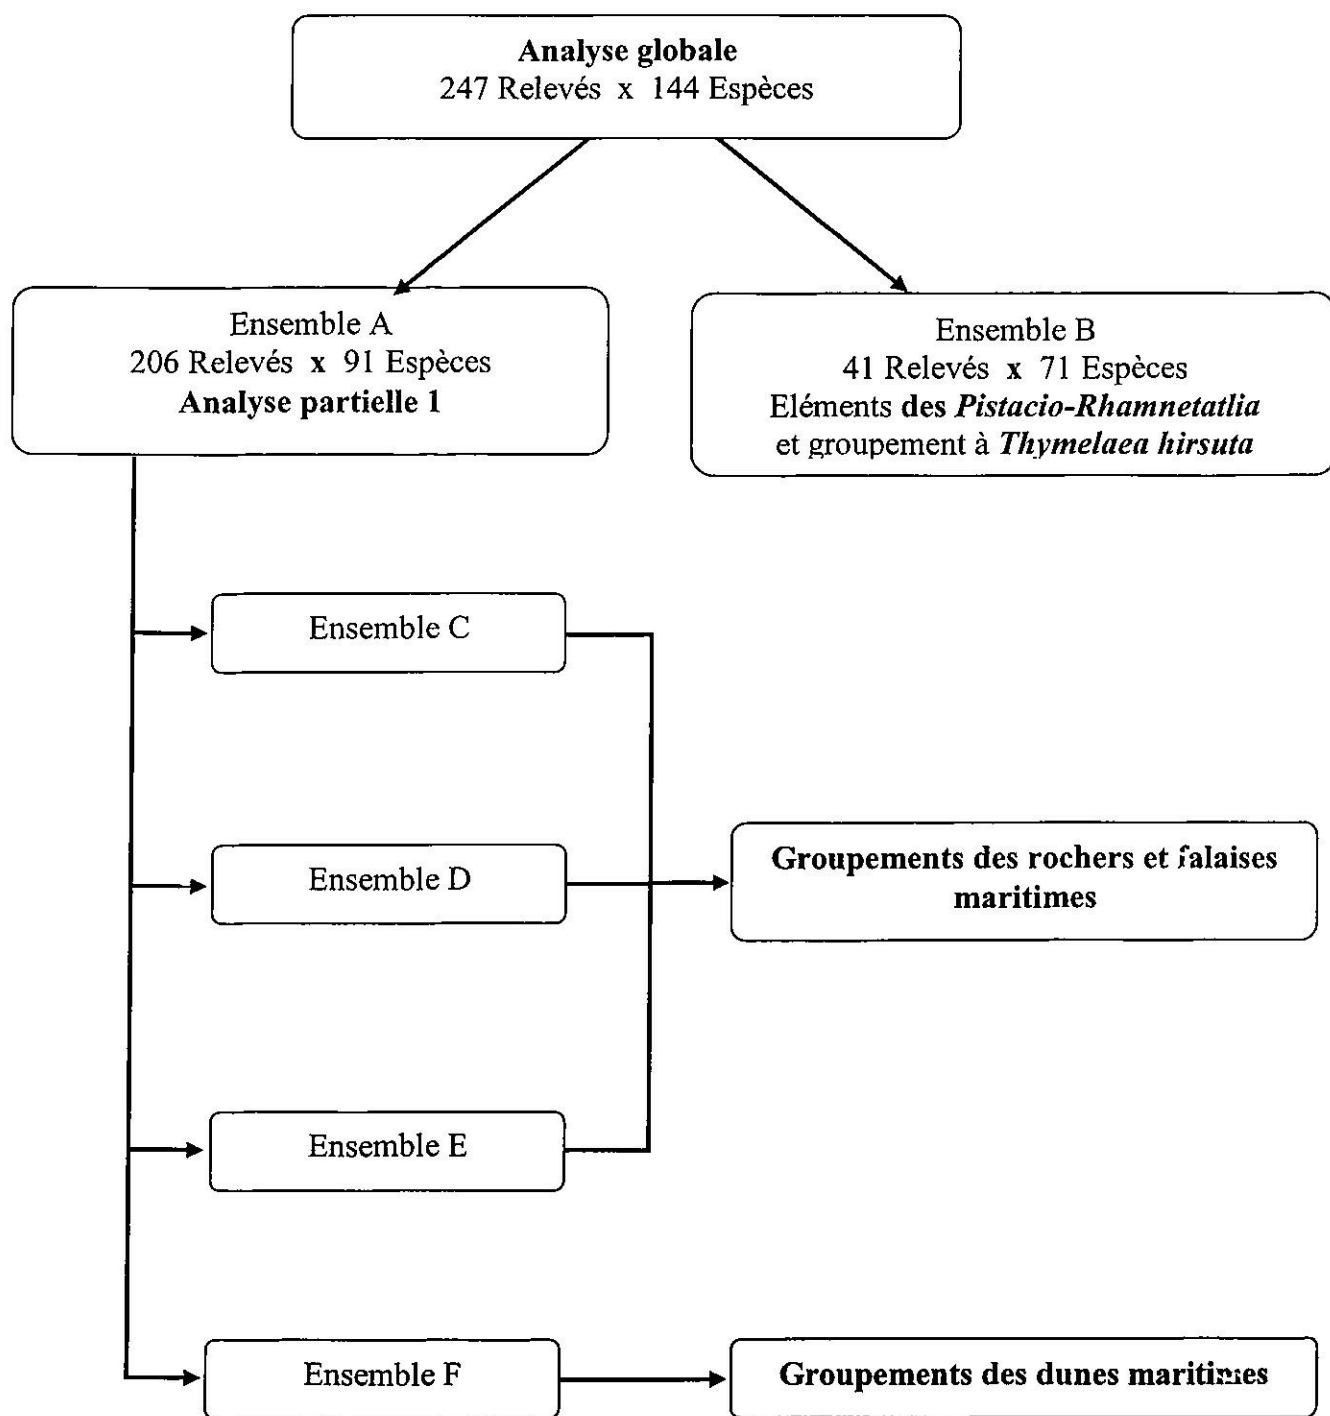 Analyse globale
247 Relevés x 144 Espèces
Ensemble A
206 Relevés x 91 Espèces
Analyse partielle 1
Ensemble B
41 Relevés x 71 Espèces
Eléments des Pistacio-Rhamnetatlia
et groupement à Thymelaea hirsuta
Ensemble C
Ensemble D
Groupements des rochers et falaises
maritimes
Ensemble E
Ensemble F
Groupements des dunes maritimes